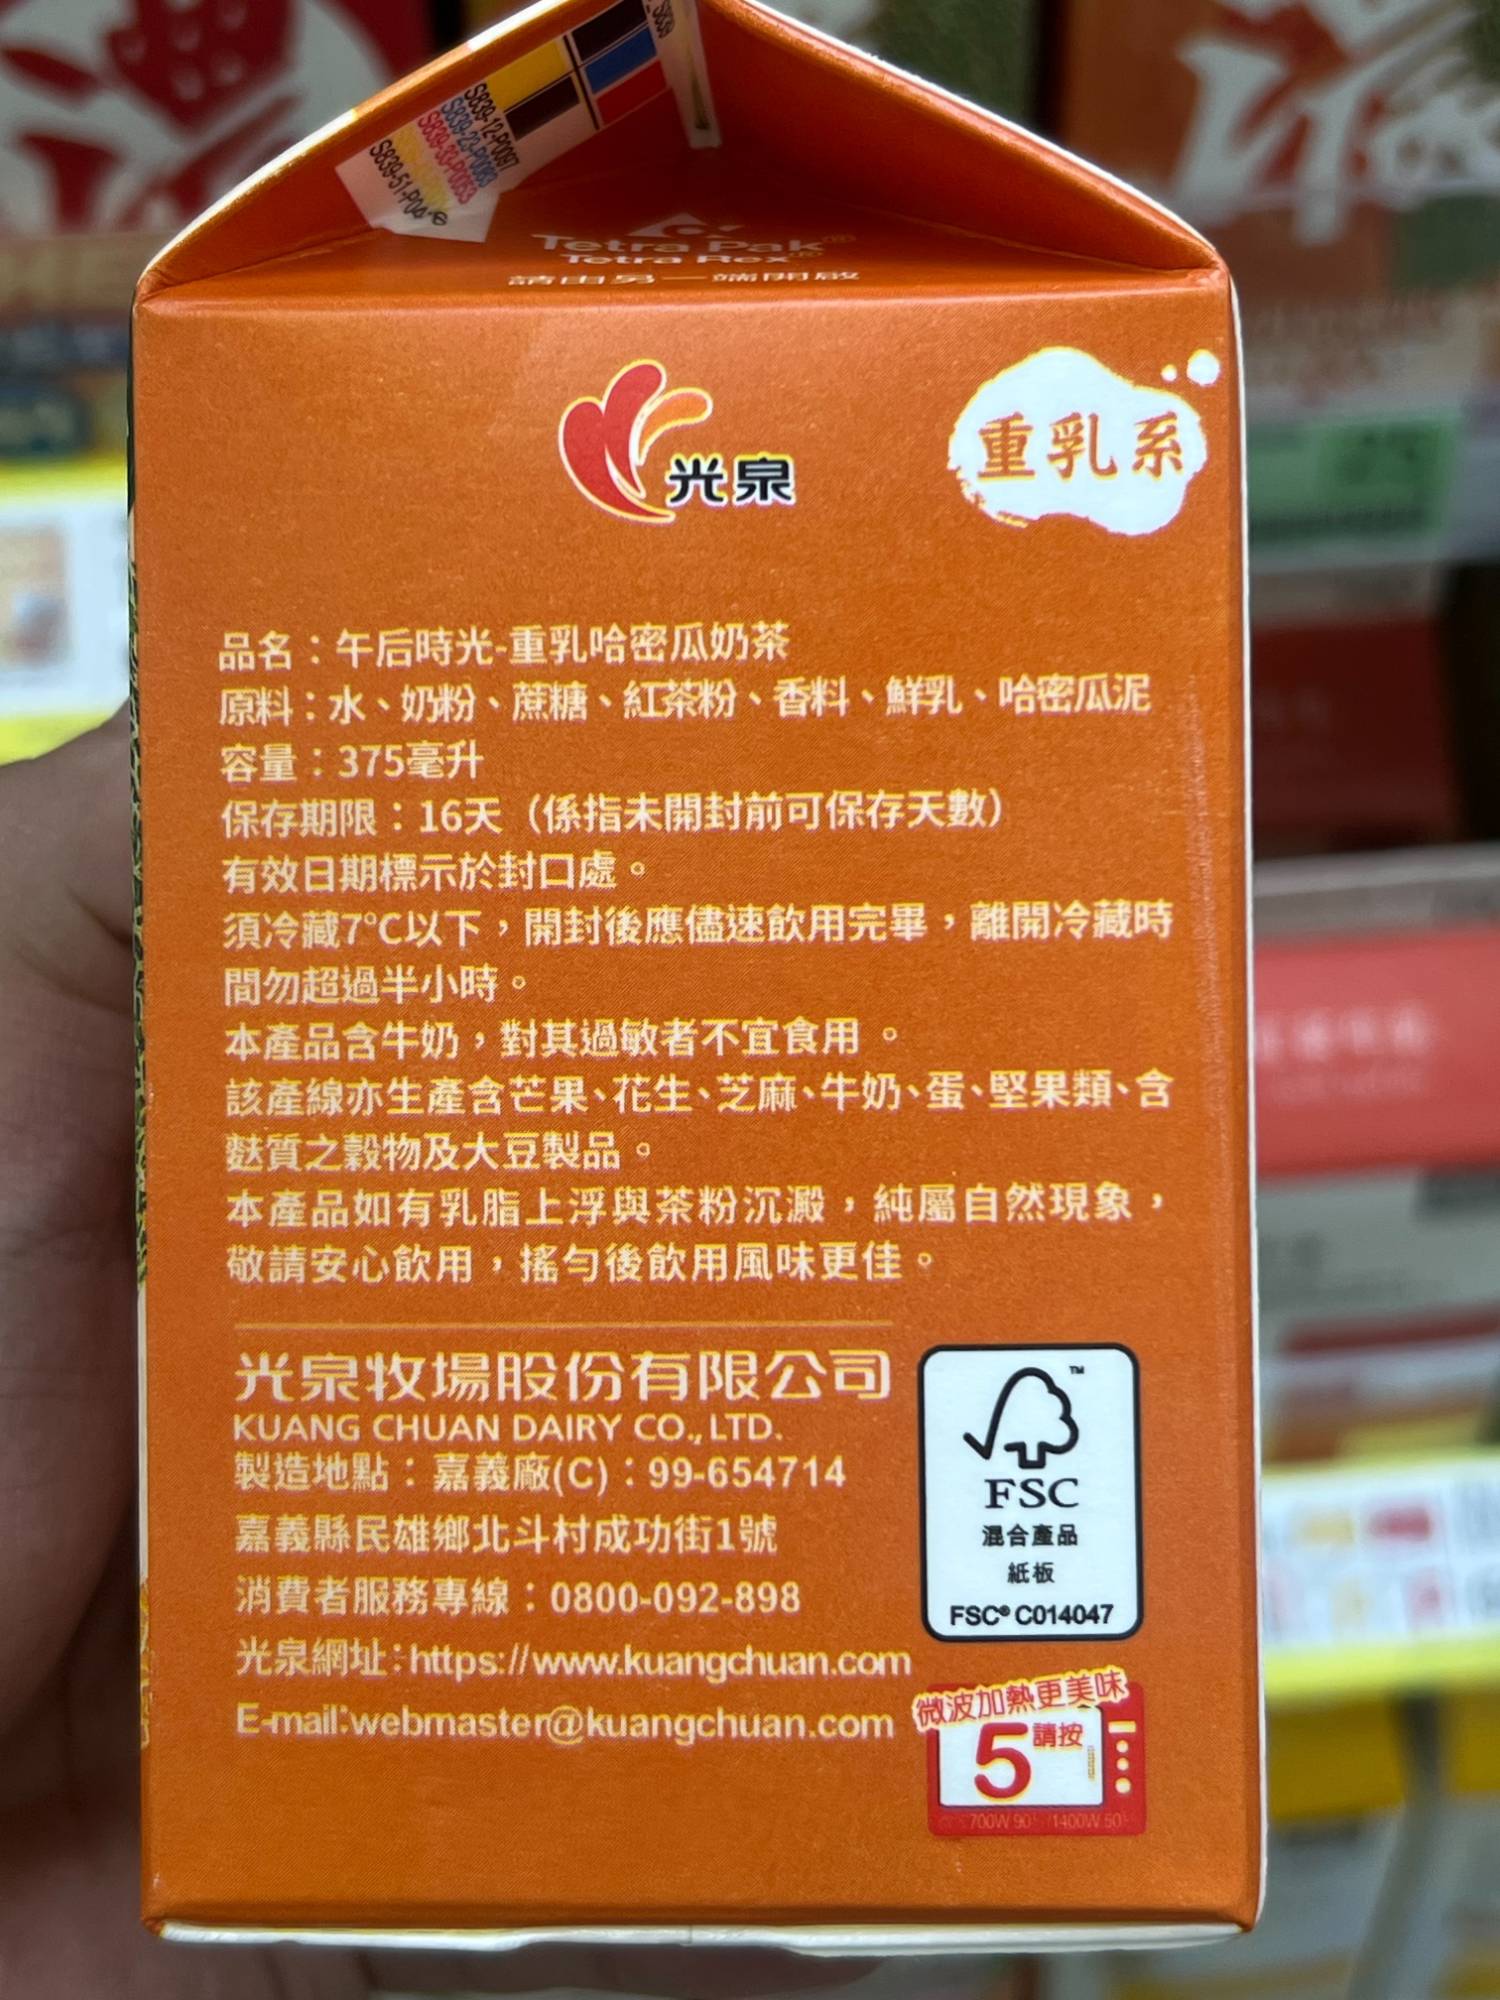 S839-12-P0097
Tetra Pak®
Tetra Rex®
請由另一端開啟
光泉
重乳系
品名：午后時光-重乳哈密瓜奶茶
原料：水、奶粉、蔗糖、紅茶粉、香料、鮮乳、哈密瓜泥
容量：375毫升
保存期限：16天（係指未開封前可保存天數）
有效日期標示於封口處。
須冷藏7℃以下，開封後應儘速飲用完畢，離開冷藏時
間勿超過半小時。
本產品含牛奶，對其過敏者不宜食用。
該產線亦生產含芒果、花生、芝麻、牛奶、蛋、堅果類、含
麩質之穀物及大豆製品。
本產品如有乳脂上浮與茶粉沉澱，純屬自然現象，
敬請安心飲用，搖勻後飲用風味更佳。
光泉牧場股份有限公司
KUANG CHUAN DAIRY CO., LTD.
製造地點：嘉義廠(C)：99-654714
嘉義縣民雄鄉北斗村成功街1號
消費者服務專線：0800-092-898
光泉網址：https://www.kuangchuan.com
E-mail:webmaster@kuangchuan.com
FSC™
混合產品
紙板
FSC® C014047
微波加熱更美味
5 請按